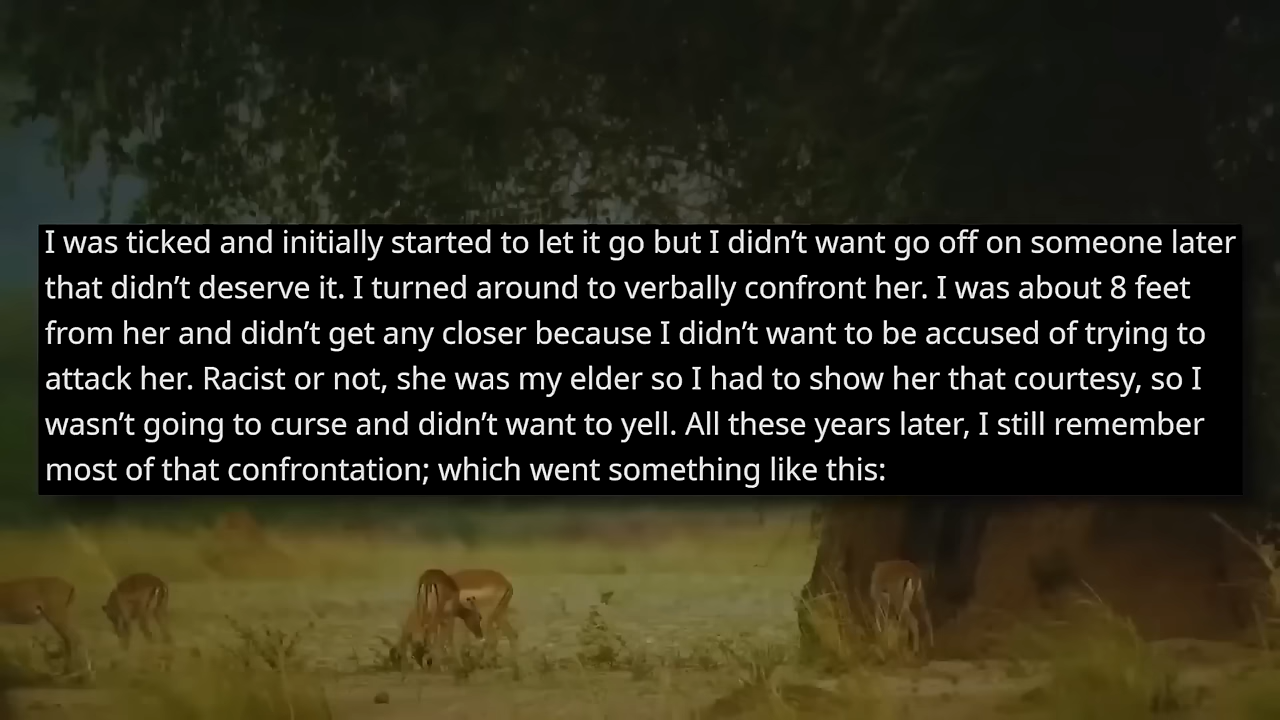 I was ticked and initially started to let it go but I didn’t want go off on someone later
that didn’t deserve it. I turned around to verbally confront her. I was about 8 feet
from her and didn’t get any closer because I didn’t want to be accused of trying to
attack her. Racist or not, she was my elder so I had to show her that courtesy, so I
wasn’t going to curse and didn’t want to yell. All these years later, I still remember
most of that confrontation; which went something like this: